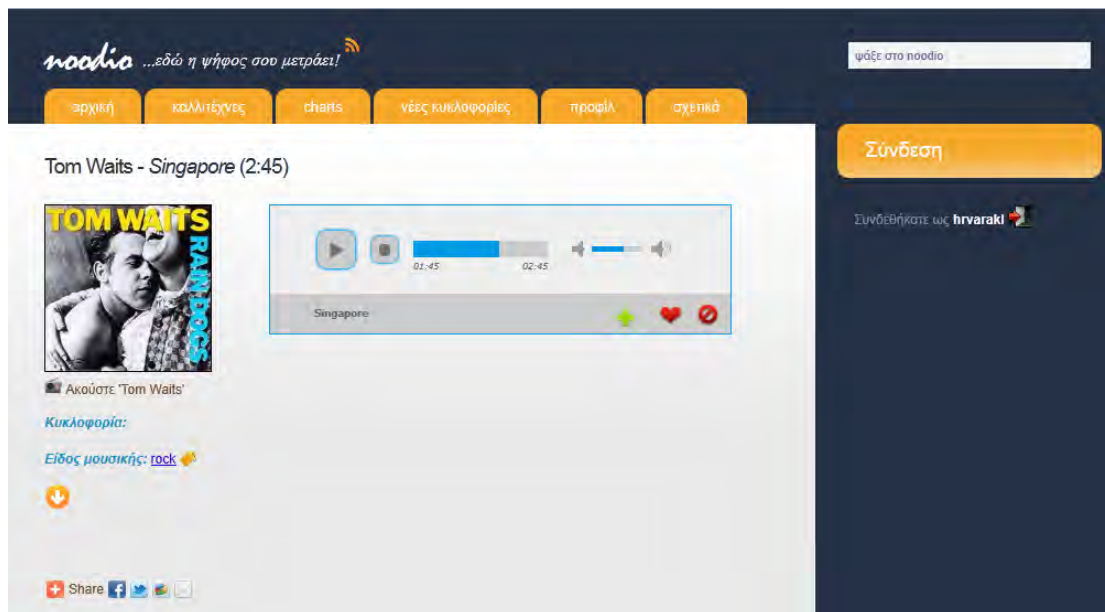 noodio ...εδώ η ψήφος σου μετράει!
ψάξε στο noodio
αρχική καλλιτέχνες charts νέες κυκλοφορίες προφίλ σχετικά
Σύνδεση
Tom Waits - Singapore (2:45)
Συνδεθήκατε ως hrvaraki
TOM WAITS
RAIN DOGS
01:45 02:45
Singapore
Ακούστε 'Tom Waits'
Κυκλοφορία:
Είδος μουσικής: rock
Share